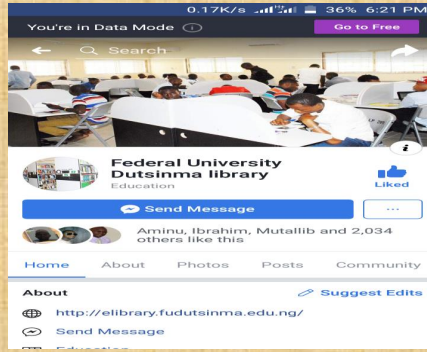 0.17K/s 36% 6:21 PM
You're in Data Mode Go to Free
Search
Federal University
Dutsinma library
Education
Liked
Send Message
...
Aminu, Ibrahim, Mutallib and 2,034
others like this
Home About Photos Posts Community
About Suggest Edits
http://elibrary.fudutsinma.edu.ng/
Send Message